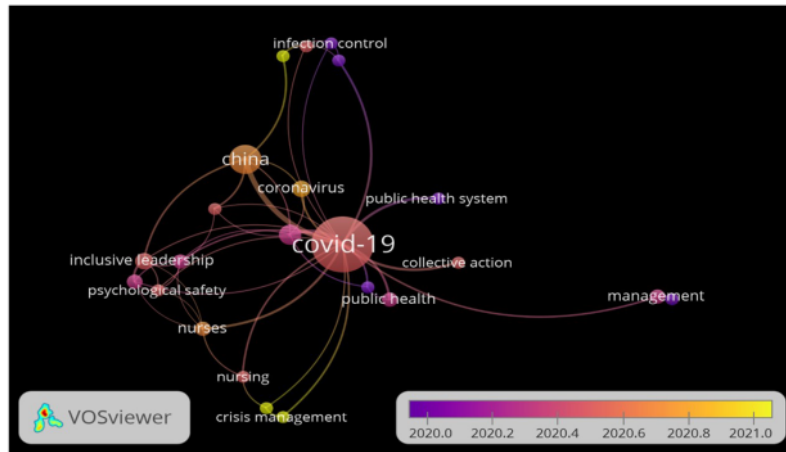 infection control
china
coronavirus
public health system
covid-19
inclusive leadership
collective action
psychological safety
public health
management
nurses
nursing
crisis management
VOSviewer
2020.0 2020.2 2020.4 2020.6 2020.8 2021.0